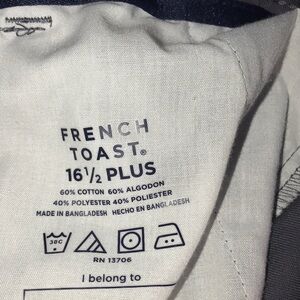 FRENCH
TOAST®
16½ PLUS
60% COTTON 60% ALGODON
40% POLYESTER 40% POLIESTER
MADE IN BANGLADESH HECHO EN BANGLADESH
30C
RN 13706
I belong to